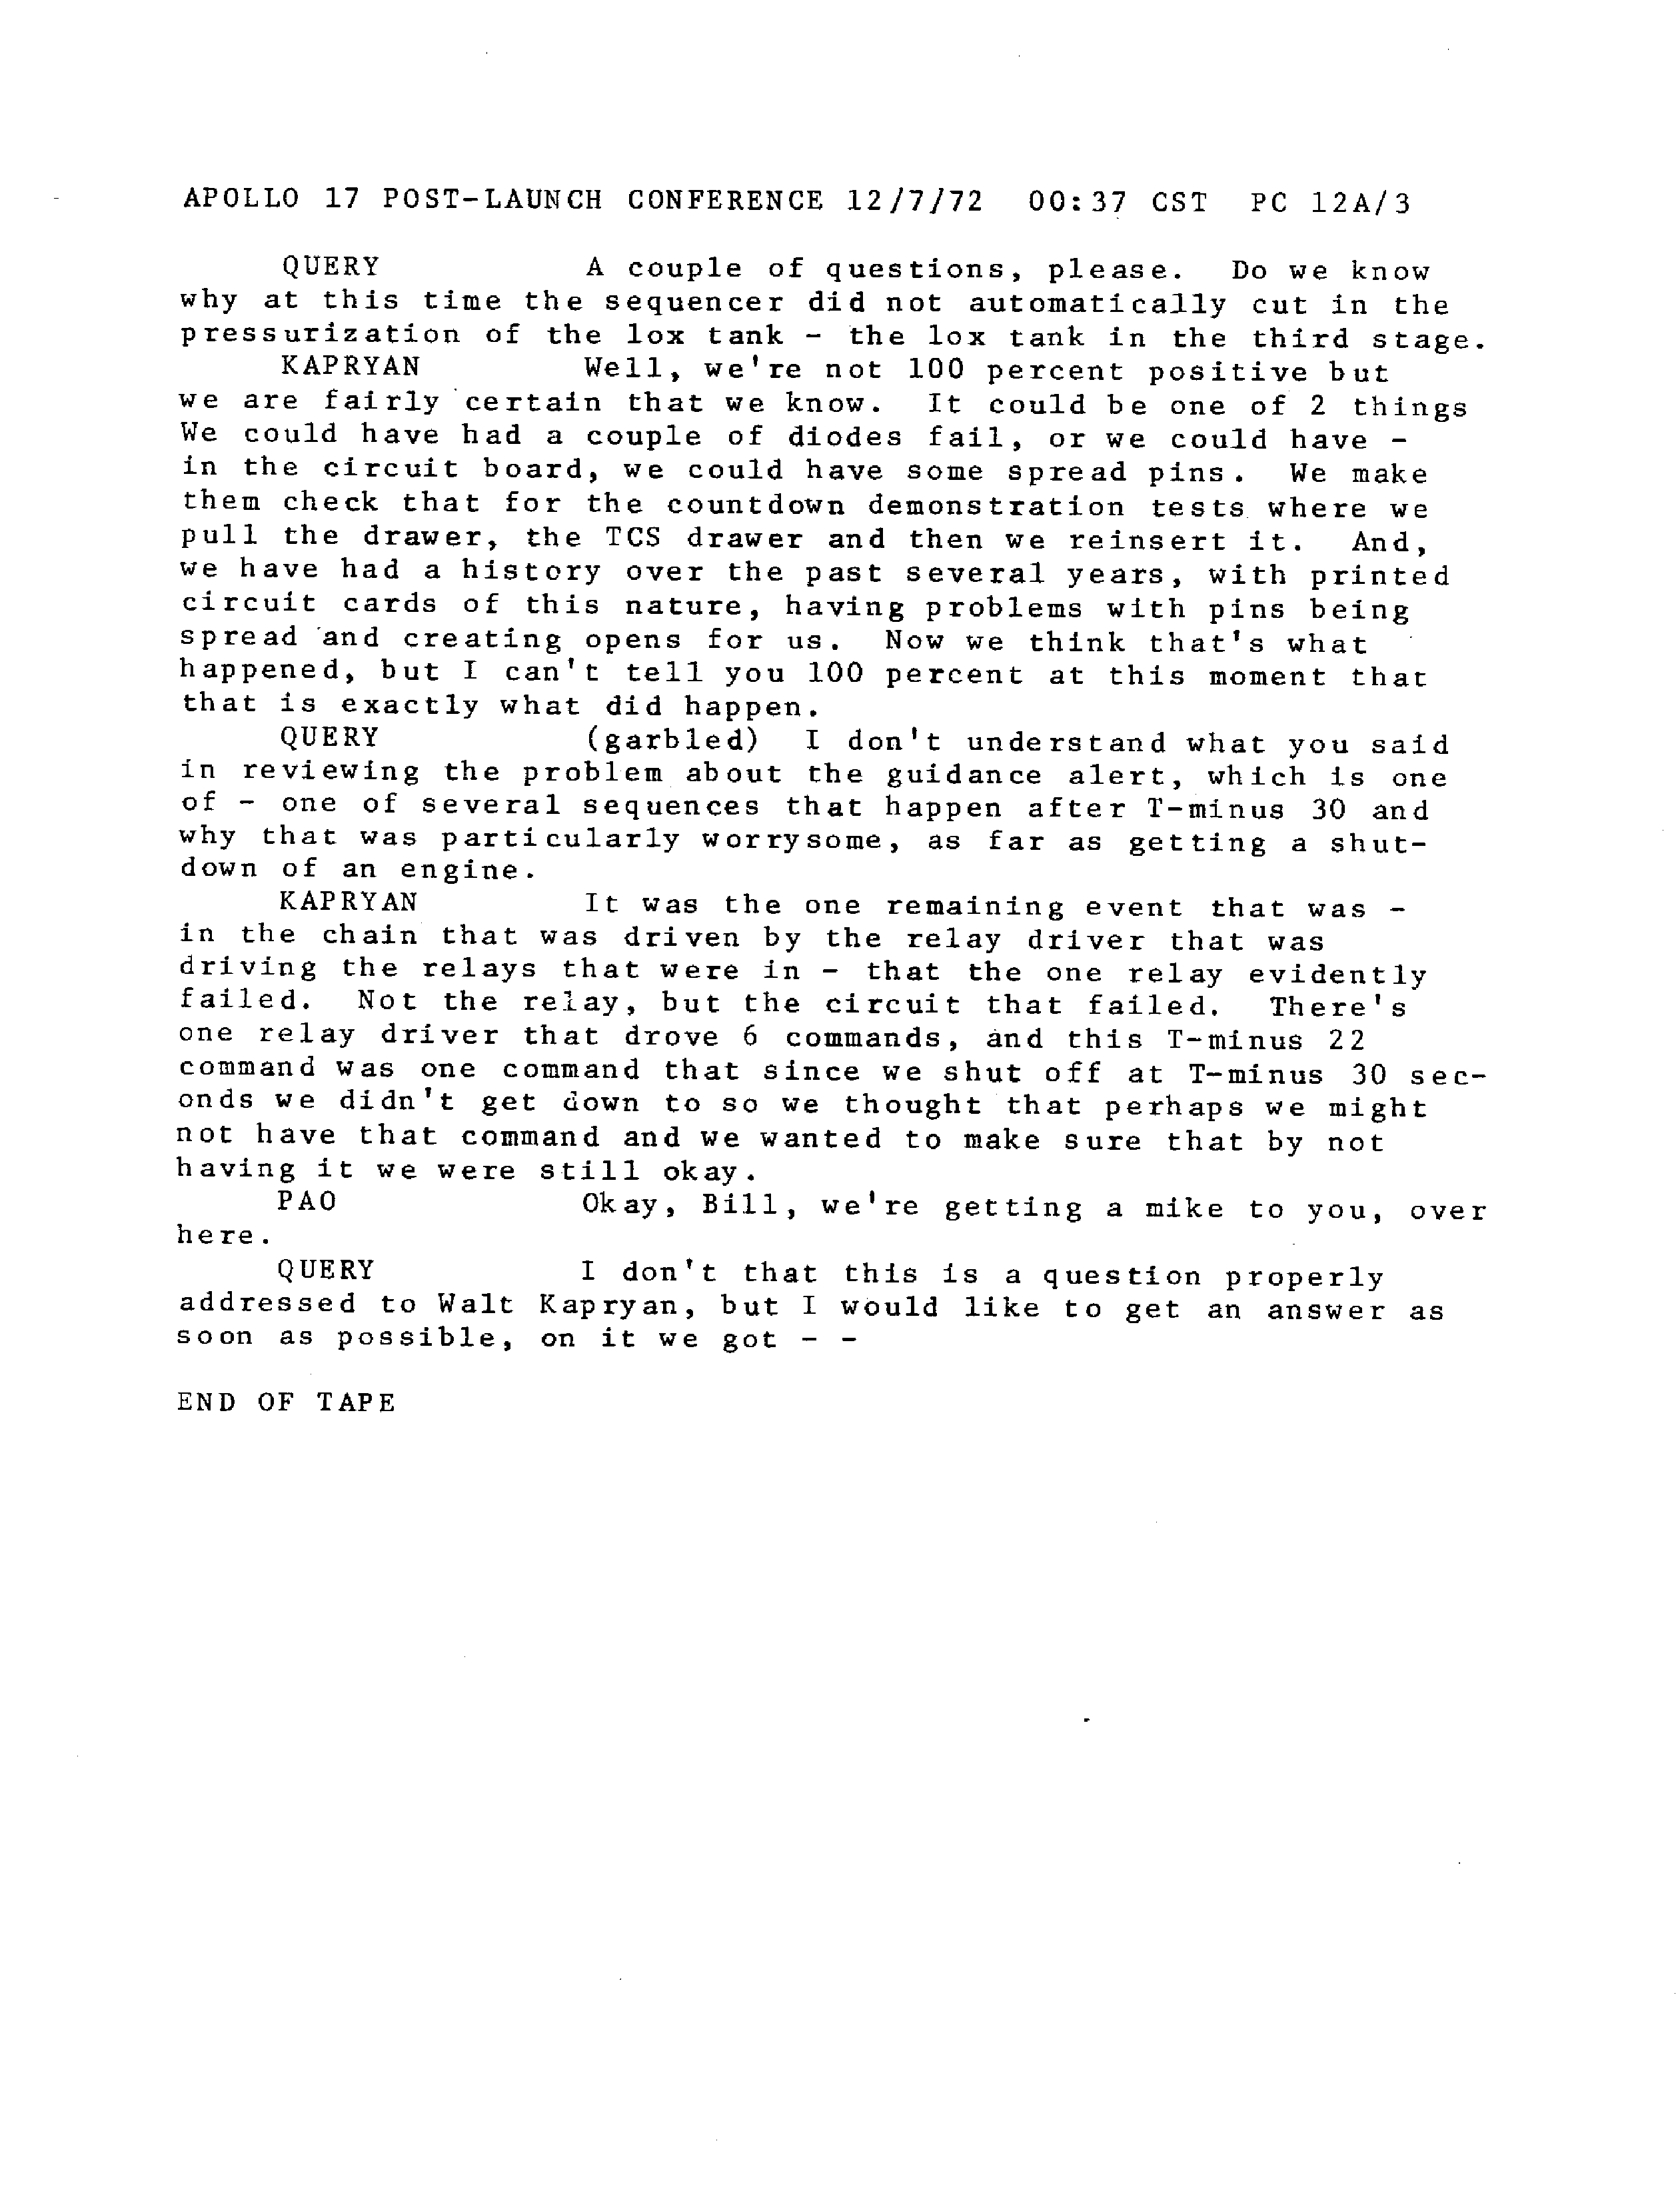 APOLLO 17 POST-LAUNCH CONFERENCE 12/7/72 00:37 CST PC 12A/3
QUERY A couple of questions, please. Do we know
why at this time the sequencer did not automatically cut in the
pressurization of the lox tank - the lox tank in the third stage.
KAPRYAN Well, we're not 100 percent positive but
we are fairly certain that we know. It could be one of 2 things
We could have had a couple of diodes fail, or we could have -
in the circuit board, we could have some spread pins. We make
them check that for the countdown demonstration tests where we
pull the drawer, the TCS drawer and then we reinsert it. And,
we have had a history over the past several years, with printed
circuit cards of this nature, having problems with pins being
spread and creating opens for us. Now we think that's what
happened, but I can't tell you 100 percent at this moment that
that is exactly what did happen.
QUERY (garbled) I don't understand what you said
in reviewing the problem about the guidance alert, which is one
of - one of several sequences that happen after T-minus 30 and
why that was particularly worrysome, as far as getting a shut-
down of an engine.
KAPRYAN It was the one remaining event that was -
in the chain that was driven by the relay driver that was
driving the relays that were in - that the one relay evidently
failed. Not the relay, but the circuit that failed. There's
one relay driver that drove 6 commands, and this T-minus 22
command was one command that since we shut off at T-minus 30 sec-
onds we didn't get down to so we thought that perhaps we might
not have that command and we wanted to make sure that by not
having it we were still okay.
PAO Okay, Bill, we're getting a mike to you, over
here.
QUERY I don't that this is a question properly
addressed to Walt Kapryan, but I would like to get an answer as
soon as possible, on it we got - -
END OF TAPE